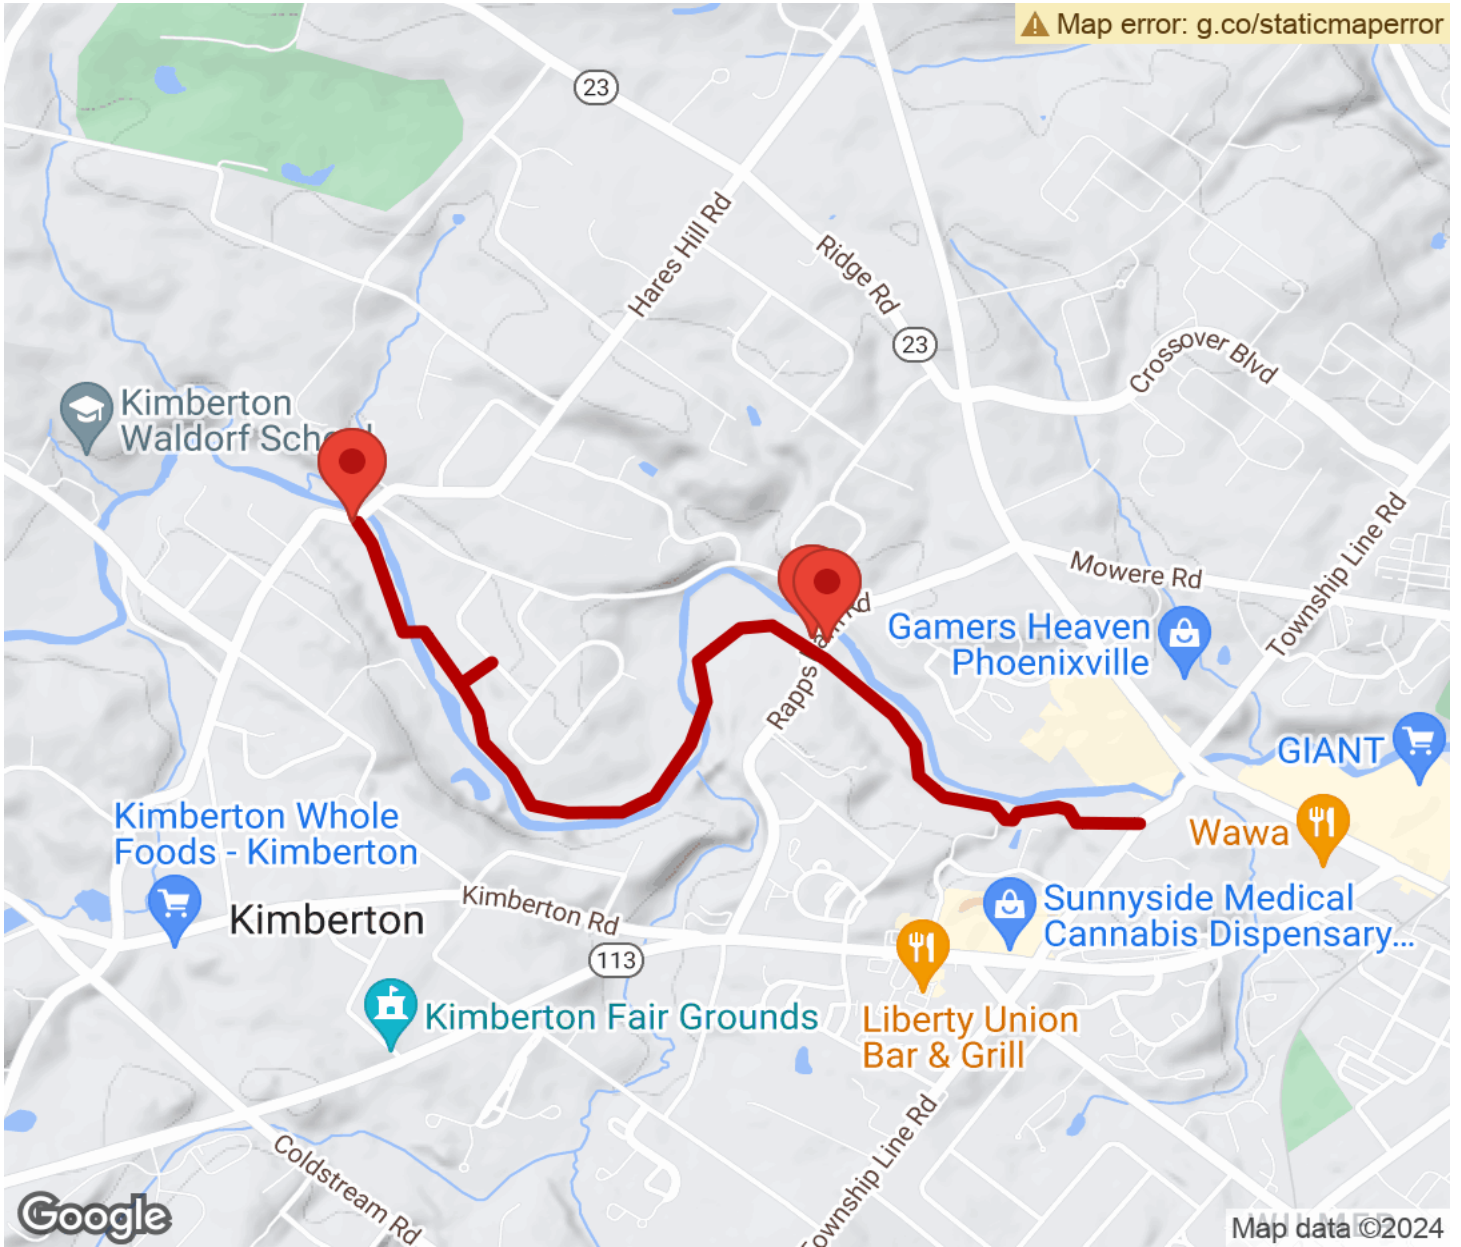 Map error: g.co/staticmaperror
23
Hares Hill Rd
Ridge Rd
23
Crossover Blvd
Kimberton
Waldorf School
Township Line Rd
Mowere Rd
Gamers Heaven
Phoenixville
Rapps
Rd
GIANT
Wawa
Kimberton Whole
Foods - Kimberton
Kimberton Rd
Kimberton
113
Sunnyside Medical
Cannabis Dispensary...
Kimberton Fair Grounds
Liberty Union
Bar & Grill
Township Line Rd
Coldstream Rd
Google
Map data ©2024